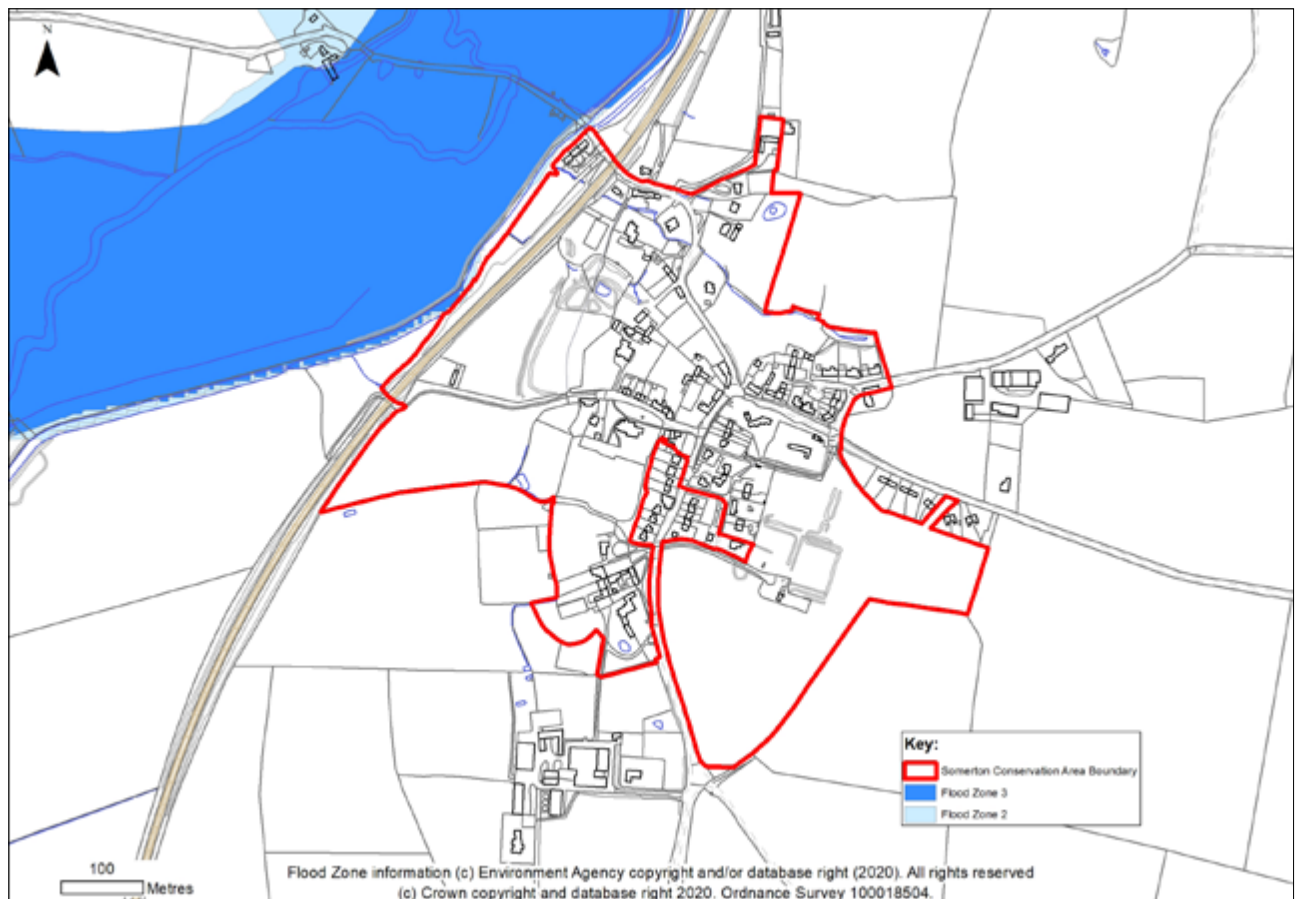 N
Key:
Somerton Conservation Area Boundary
Flood Zone 3
Flood Zone 2
100
Metres
Flood Zone information (c) Environment Agency copyright and/or database right (2020). All rights reserved
(c) Crown copyright and database right 2020. Ordnance Survey 100018504.